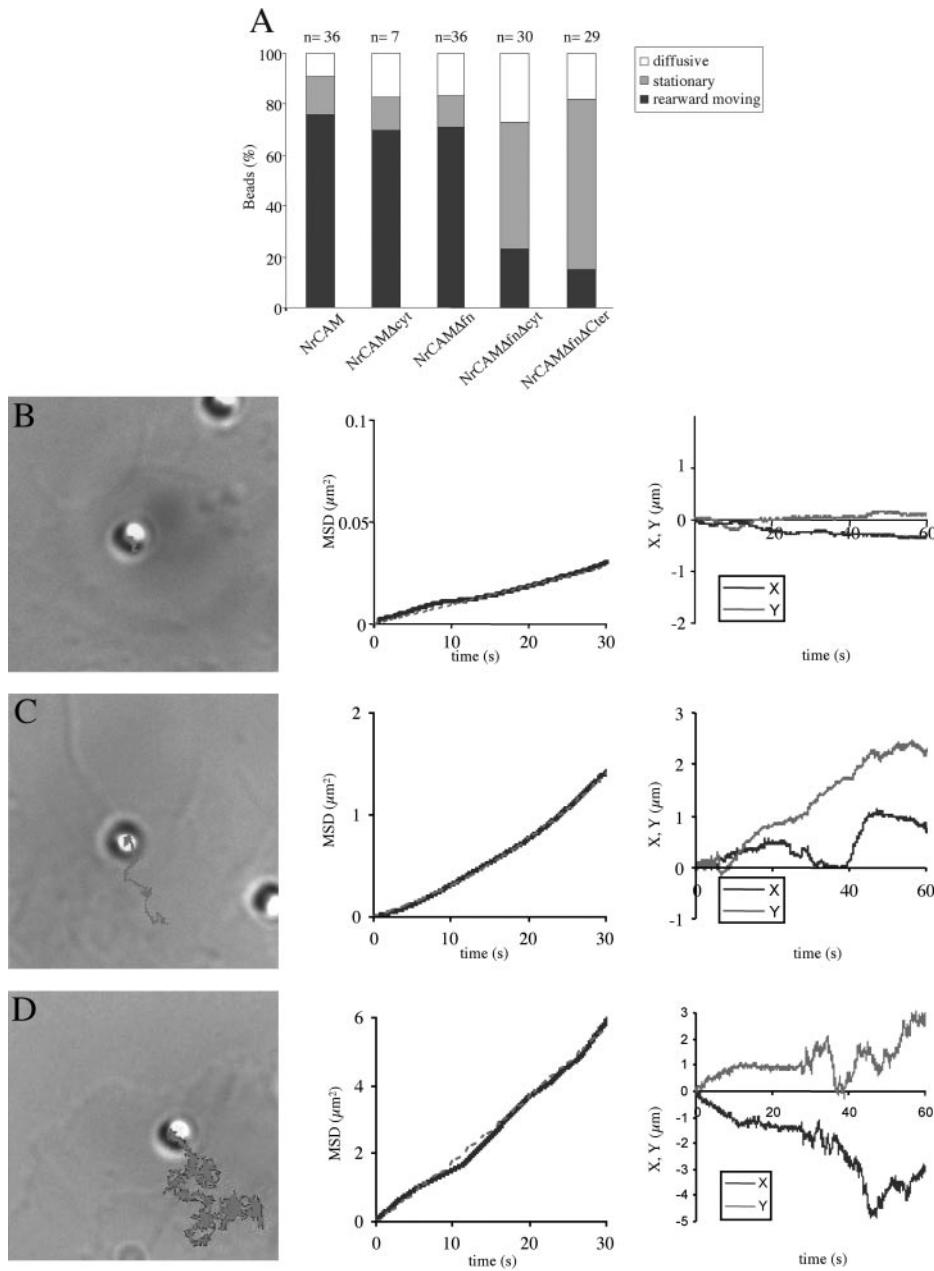 A
n= 36 n= 7 n=36 n= 30 n= 29
100
80
60
40
20
0
Beads (%)
diffusive
stationary
rearward moving
NrCAM
NrCAMΔcyt
NrCAMΔfn
NrCAMΔfnΔcyt
NrCAMΔfnΔCter
B
0.1
0.05
0
MSD (µm²)
0 10 20 30
time (s)
1
0
-1
-2
X, Y (µm)
20 40 60
X
Y
time (s)
C
2
1
0
MSD (µm²)
0 10 20 30
time (s)
3
2
1
0
-1
X, Y (µm)
0 20 40 60
X
Y
time (s)
D
6
4
2
0
MSD (µm²)
0 10 20 30
time (s)
3
2
1
0
-1
-2
-3
-4
-5
X, Y (µm)
0 20 40 60
X
Y
time (s)